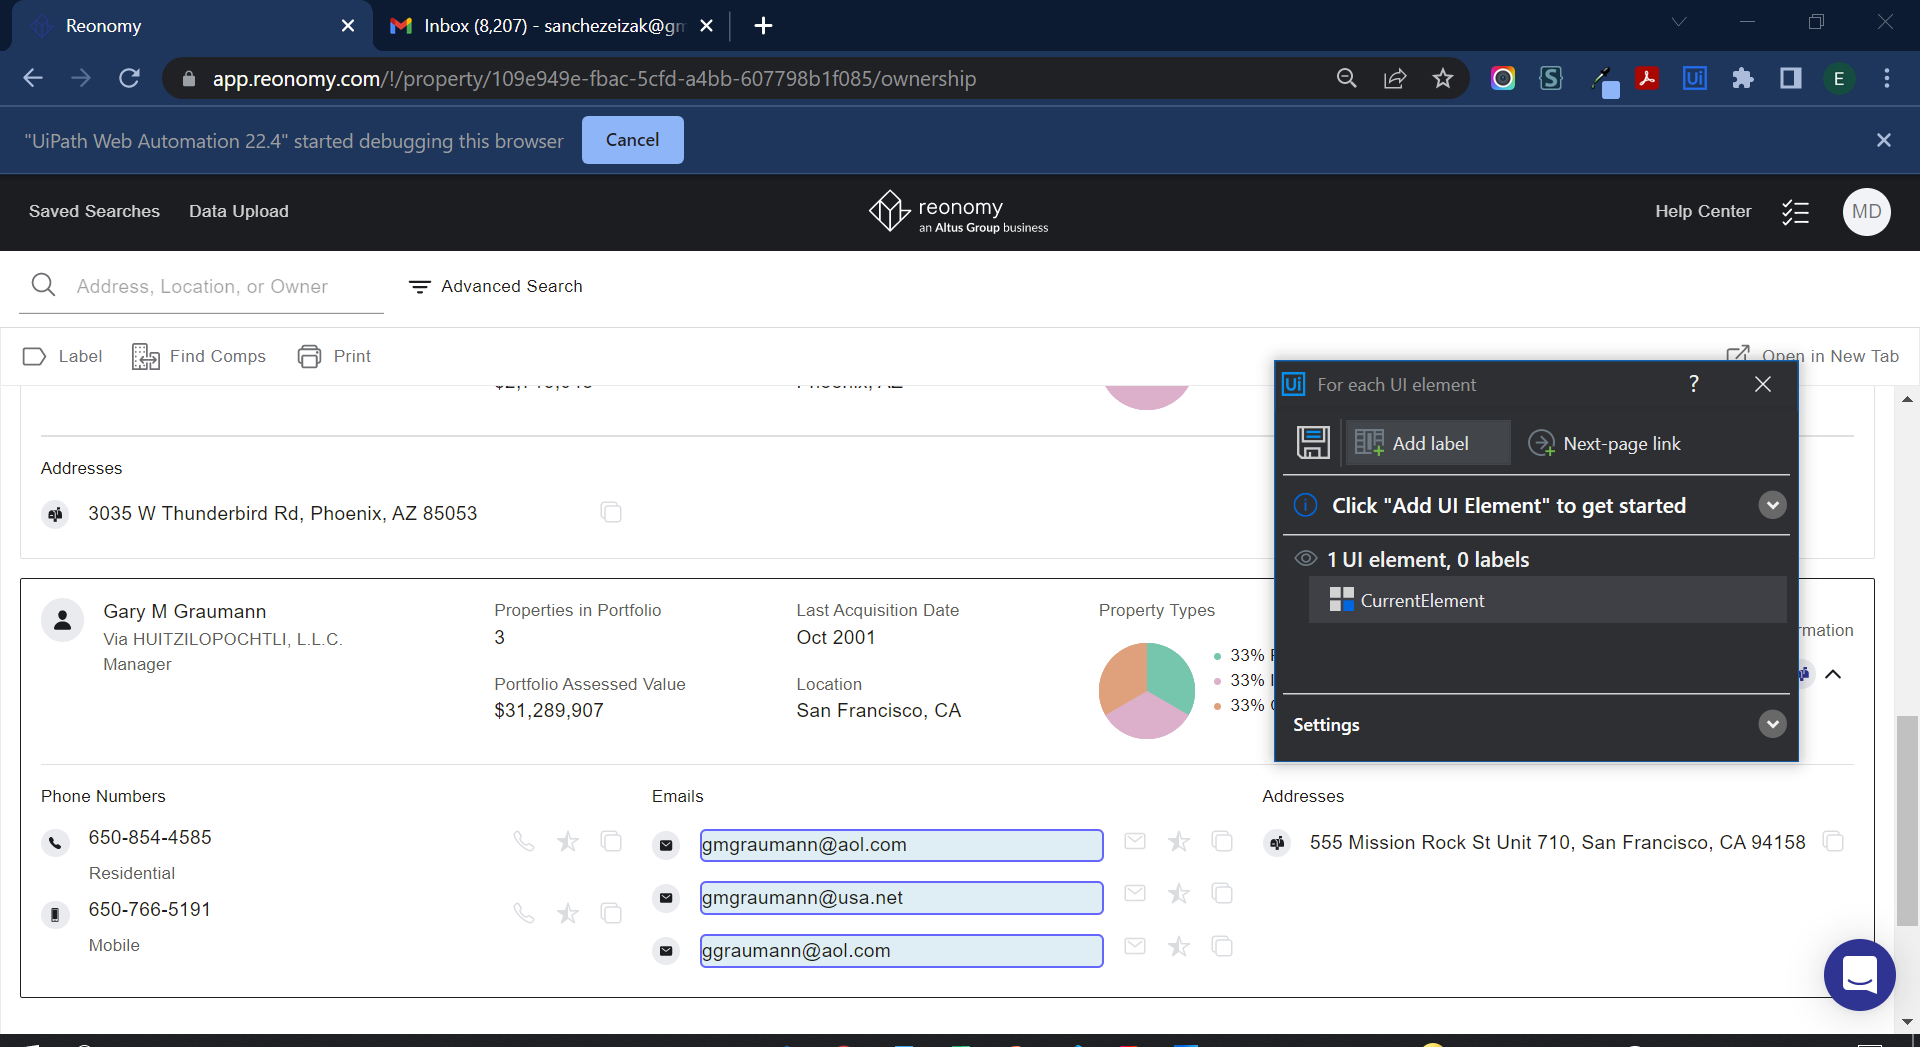 Reonomy
Inbox (8,207) - sanchezeizak@gm
app.reonomy.com/!/property/109e949e-fbac-5cfd-a4bb-607798b1f085/ownership
E
"UiPath Web Automation 22.4" started debugging this browser
Cancel
Saved Searches
Data Upload
reonomy
an Altus Group business
Help Center
MD
Address, Location, or Owner
Advanced Search
Label
Find Comps
Print
Open in New Tab
Addresses
3035 W Thunderbird Rd, Phoenix, AZ 85053
Ui
For each UI element
?
Add label
Next-page link
Click "Add UI Element" to get started
1 UI element, 0 labels
CurrentElement
Settings
Gary M Graumann
Via HUITZILOPOCHTLI, L.L.C.
Manager
Properties in Portfolio
3
Portfolio Assessed Value
$31,289,907
Last Acquisition Date
Oct 2001
Location
San Francisco, CA
Property Types
33%
33%
33%
rmation
Phone Numbers
650-854-4585
Residential
650-766-5191
Mobile
Emails
gmgraumann@aol.com
gmgraumann@usa.net
ggraumann@aol.com
Addresses
555 Mission Rock St Unit 710, San Francisco, CA 94158